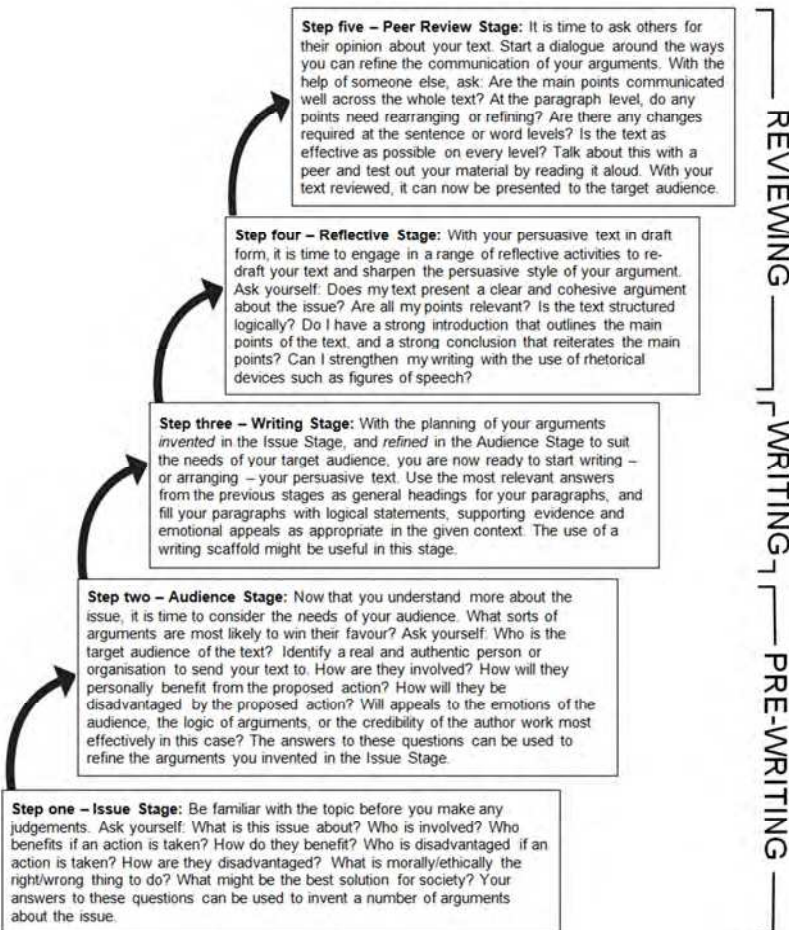 Step five – Peer Review Stage: It is time to ask others for
their opinion about your text. Start a dialogue around the ways
you can refine the communication of your arguments. With the
help of someone else, ask: Are the main points communicated
well across the whole text? At the paragraph level, do any
points need rearranging or refining? Are there any changes
required at the sentence or word levels? Is the text as
effective as possible on every level? Talk about this with a
peer and test out your material by reading it aloud. With your
text reviewed, it can now be presented to the target audience.
REVIEWING
Step four – Reflective Stage: With your persuasive text in draft
form, it is time to engage in a range of reflective activities to re-
draft your text and sharpen the persuasive style of your argument.
Ask yourself: Does my text present a clear and cohesive argument
about the issue? Are all my points relevant? Is the text structured
logically? Do I have a strong introduction that outlines the main
points of the text, and a strong conclusion that reiterates the main
points? Can I strengthen my writing with the use of rhetorical
devices such as figures of speech?
Step three – Writing Stage: With the planning of your arguments
invented in the Issue Stage, and refined in the Audience Stage to suit
the needs of your target audience, you are now ready to start writing –
or arranging – your persuasive text. Use the most relevant answers
from the previous stages as general headings for your paragraphs, and
fill your paragraphs with logical statements, supporting evidence and
emotional appeals as appropriate in the given context. The use of a
writing scaffold might be useful in this stage.
WRITING
Step two – Audience Stage: Now that you understand more about the
issue, it is time to consider the needs of your audience. What sorts of
arguments are most likely to win their favour? Ask yourself: Who is the
target audience of the text? Identify a real and authentic person or
organisation to send your text to. How are they involved? How will they
personally benefit from the proposed action? How will they be
disadvantaged by the proposed action? Will appeals to the emotions of the
audience, the logic of arguments, or the credibility of the author work most
effectively in this case? The answers to these questions can be used to
refine the arguments you invented in the Issue Stage.
PRE-WRITING
Step one – Issue Stage: Be familiar with the topic before you make any
judgements. Ask yourself: What is this issue about? Who is involved? Who
benefits if an action is taken? How do they benefit? Who is disadvantaged if an
action is taken? How are they disadvantaged? What is morally/ethically the
right/wrong thing to do? What might be the best solution for society? Your
answers to these questions can be used to invent a number of arguments
about the issue.